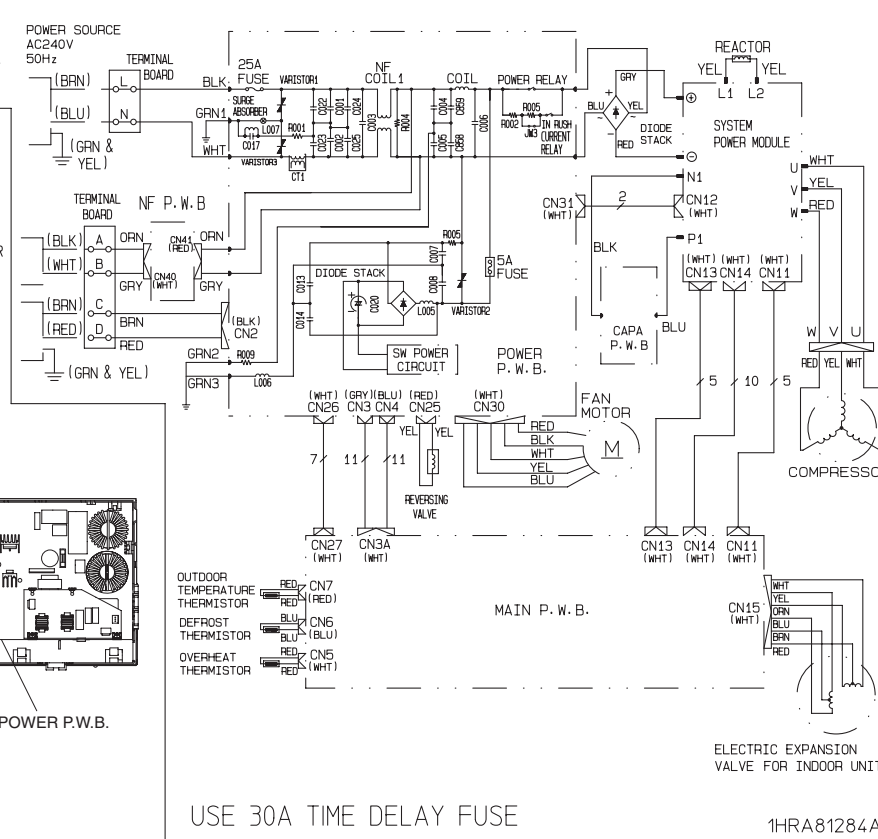 POWER SOURCE
AC240V
50Hz
TERMINAL
BOARD
(BRN)
L
(BLU)
N
(GRN &
YEL)
BLK
GRN1
WHT
25A
FUSE
VARISTOR1
SURGE
ABSORBER
L007
C017
R001
VARISTOR3
CT1
C022
C001
C024
C023
C002
C025
C003
NF
COIL1
R004
COIL
C004
C059
C005
C058
C006
POWER RELAY
R005
R002
JW3
IN RUSH
CURRENT
RELAY
GRY
BLU
YEL
RED
DIODE
STACK
REACTOR
YEL
YEL
L1
L2
SYSTEM
POWER MODULE
U
V
W
WHT
YEL
RED
N1
P1
CN31
(WHT)
2
CN12
(WHT)
BLK
BLU
CAPA
P.W.B
(WHT)
CN13
(WHT)
CN14
(WHT)
CN11
5
10
5
W
V
U
RED
YEL
WHT
COMPRESSO
TERMINAL
BOARD
NF P.W.B
(BLK)
A
ORN
CN41
(RED)
ORN
(WHT)
B
GRY
CN40
(WHT)
GRY
(BRN)
C
BRN
(RED)
D
RED
(BLK)
CN2
(GRN & YEL)
GRN2
R009
GRN3
L006
DIODE STACK
C013
C014
C020
L005
C007
C008
R005
VARISTOR2
5A
FUSE
SW POWER
CIRCUIT
POWER
P.W.B.
(WHT)
CN26
(GRY)
CN3
(BLU)
CN4
(RED)
CN25
(WHT)
CN30
YEL
YEL
7
11
11
REVERSING
VALVE
RED
BLK
WHT
YEL
BLU
FAN
MOTOR
M
CN27
(WHT)
CN3A
(WHT)
CN13
(WHT)
CN14
(WHT)
CN11
(WHT)
OUTDOOR
TEMPERATURE
THERMISTOR
RED
RED
CN7
(RED)
DEFROST
THERMISTOR
BLU
BLU
CN6
(BLU)
OVERHEAT
THERMISTOR
RED
RED
CN5
(WHT)
MAIN P.W.B.
CN15
(WHT)
WHT
YEL
ORN
BLU
BRN
RED
ELECTRIC EXPANSION
VALVE FOR INDOOR UNIT
POWER P.W.B.
USE 30A TIME DELAY FUSE
1HRA81284A